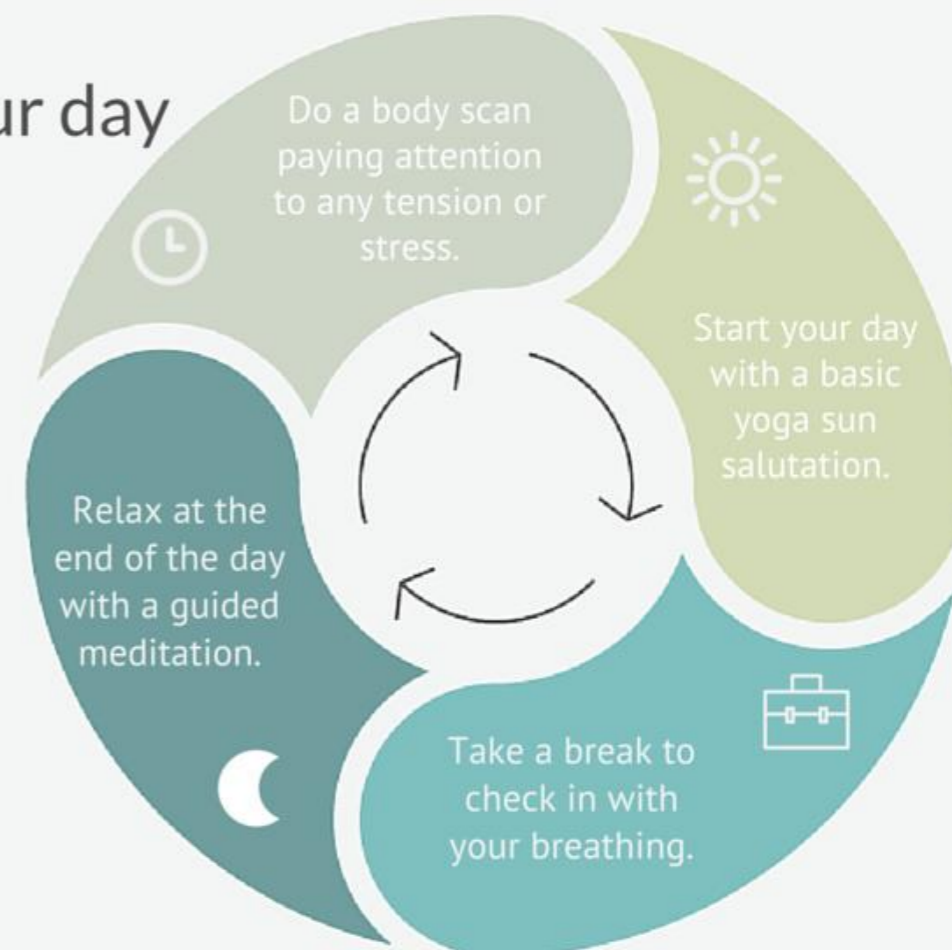 ur day
Do a body scan
paying attention
to any tension or
stress.
Start your day
with a basic
yoga sun
salutation.
Take a break to
check in with
your breathing.
Relax at the
end of the day
with a guided
meditation.